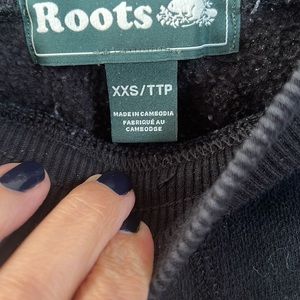 Roots
XXS/TTP
MADE IN CAMBODIA
FABRIQUÉ AU
CAMBODGE